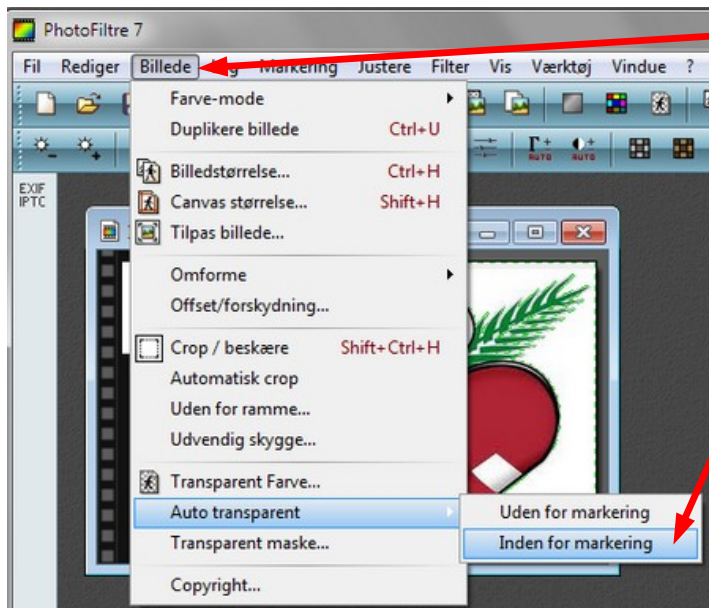 PhotoFiltre 7
Fil Rediger Billede Markering Justere Filter Vis Værktøj Vindue ?
AUTO AUTO
EXIF
IPTC
Farve-mode
Duplikere billede Ctrl+U
Billedstørrelse... Ctrl+H
Canvas størrelse... Shift+H
Tilpas billede...
Omforme
Offset/forskydning...
Crop / beskære Shift+Ctrl+H
Automatisk crop
Uden for ramme...
Udvendig skygge...
Transparent Farve...
Auto transparent
Uden for markering
Inden for markering
Transparent maske...
Copyright...